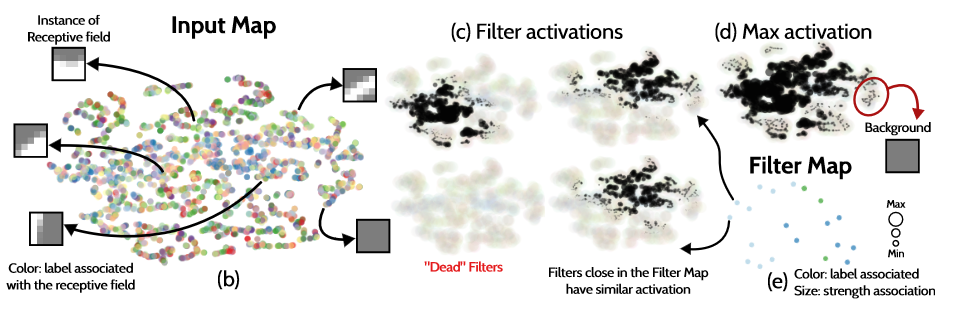 Instance of
Receptive field
Input Map
(c) Filter activations
(d) Max activation
Background
Filter Map
Max
Min
Color: label associated
with the receptive field
(b)
"Dead" Filters
Filters close in the Filter Map
have similar activation
(e)
Color: label associated
Size: strength association